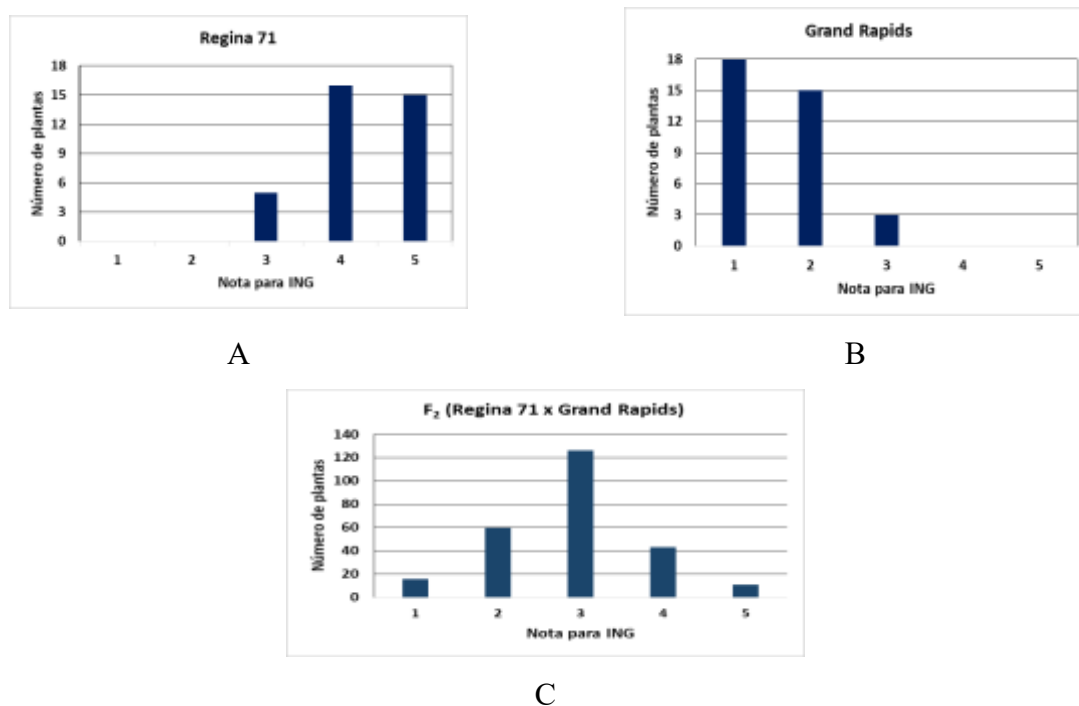 Regina 71
18
15
12
9
6
3
0
Número de plantas
1 2 3 4 5
Nota para ING
A
Grand Rapids
18
15
12
9
6
3
0
Número de plantas
1 2 3 4 5
Nota para ING
B
F₂ (Regina 71 x Grand Rapids)
140
120
100
80
60
40
20
0
Número de plantas
1 2 3 4 5
Nota para ING
C